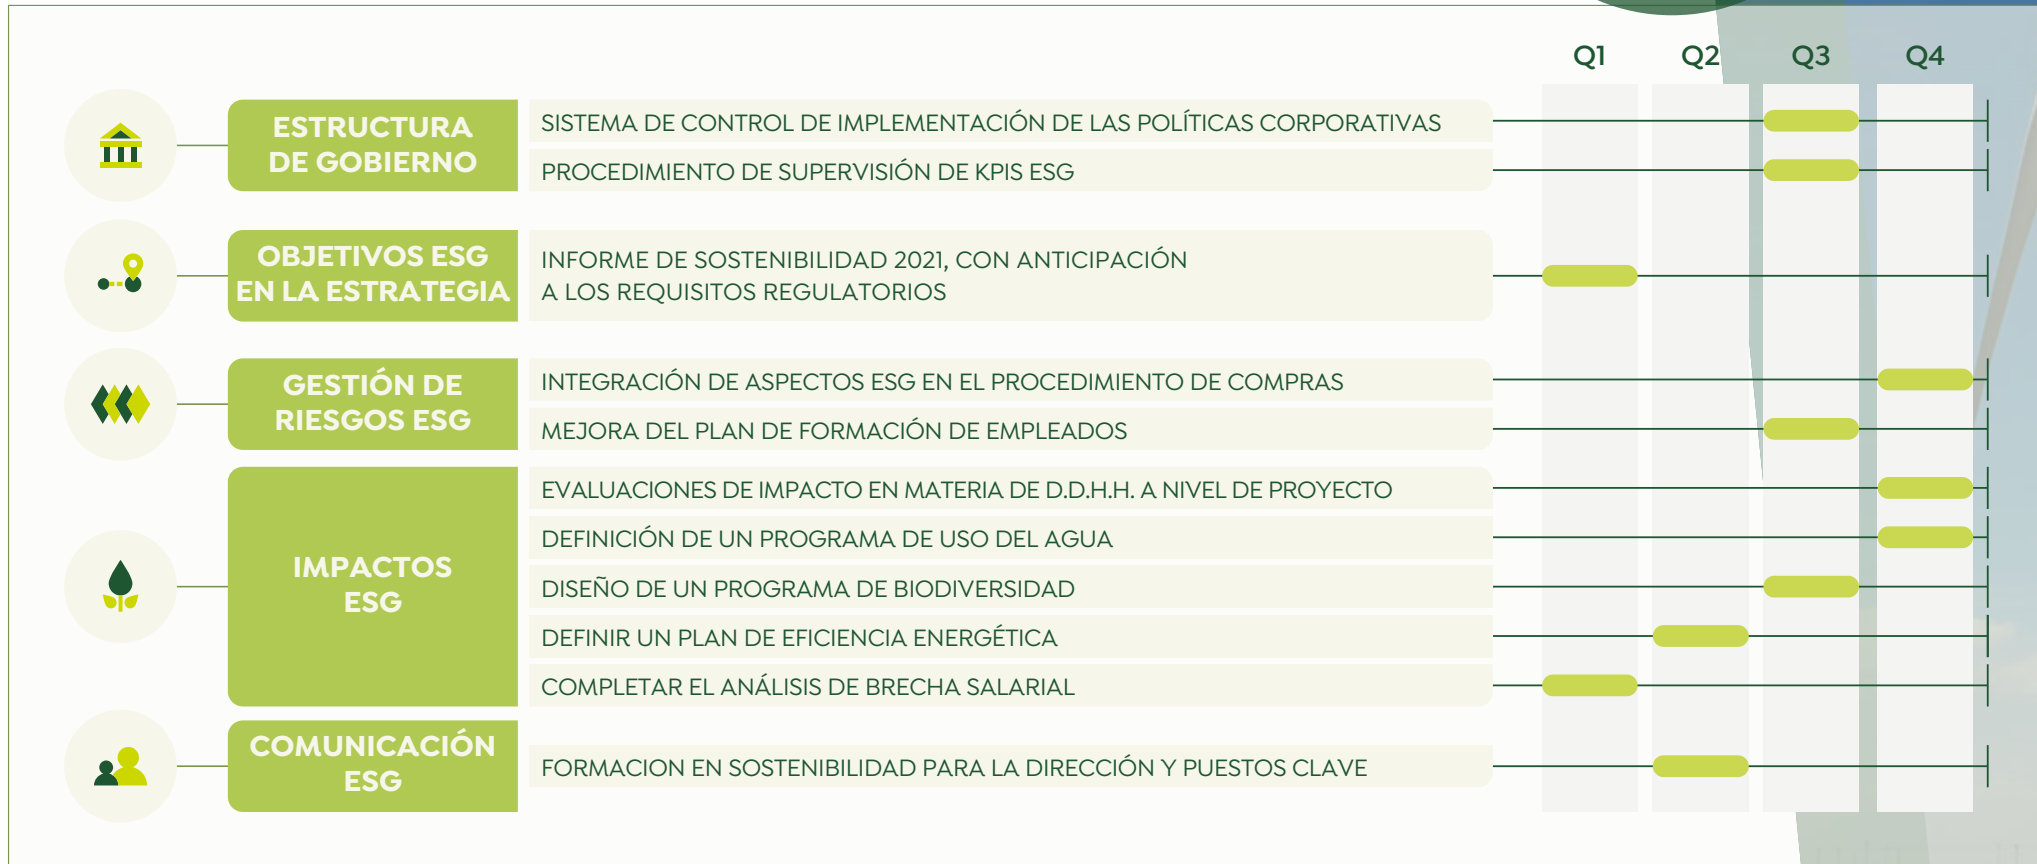 Q1 Q2 Q3 Q4
ESTRUCTURA
DE GOBIERNO
SISTEMA DE CONTROL DE IMPLEMENTACIÓN DE LAS POLÍTICAS CORPORATIVAS
PROCEDIMIENTO DE SUPERVISIÓN DE KPIS ESG
OBJETIVOS ESG
EN LA ESTRATEGIA
INFORME DE SOSTENIBILIDAD 2021, CON ANTICIPACIÓN
A LOS REQUISITOS REGULATORIOS
GESTIÓN DE
RIESGOS ESG
INTEGRACIÓN DE ASPECTOS ESG EN EL PROCEDIMIENTO DE COMPRAS
MEJORA DEL PLAN DE FORMACIÓN DE EMPLEADOS
IMPACTOS
ESG
EVALUACIONES DE IMPACTO EN MATERIA DE D.D.H.H. A NIVEL DE PROYECTO
DEFINICIÓN DE UN PROGRAMA DE USO DEL AGUA
DISEÑO DE UN PROGRAMA DE BIODIVERSIDAD
DEFINIR UN PLAN DE EFICIENCIA ENERGÉTICA
COMPLETAR EL ANÁLISIS DE BRECHA SALARIAL
COMUNICACIÓN
ESG
FORMACION EN SOSTENIBILIDAD PARA LA DIRECCIÓN Y PUESTOS CLAVE